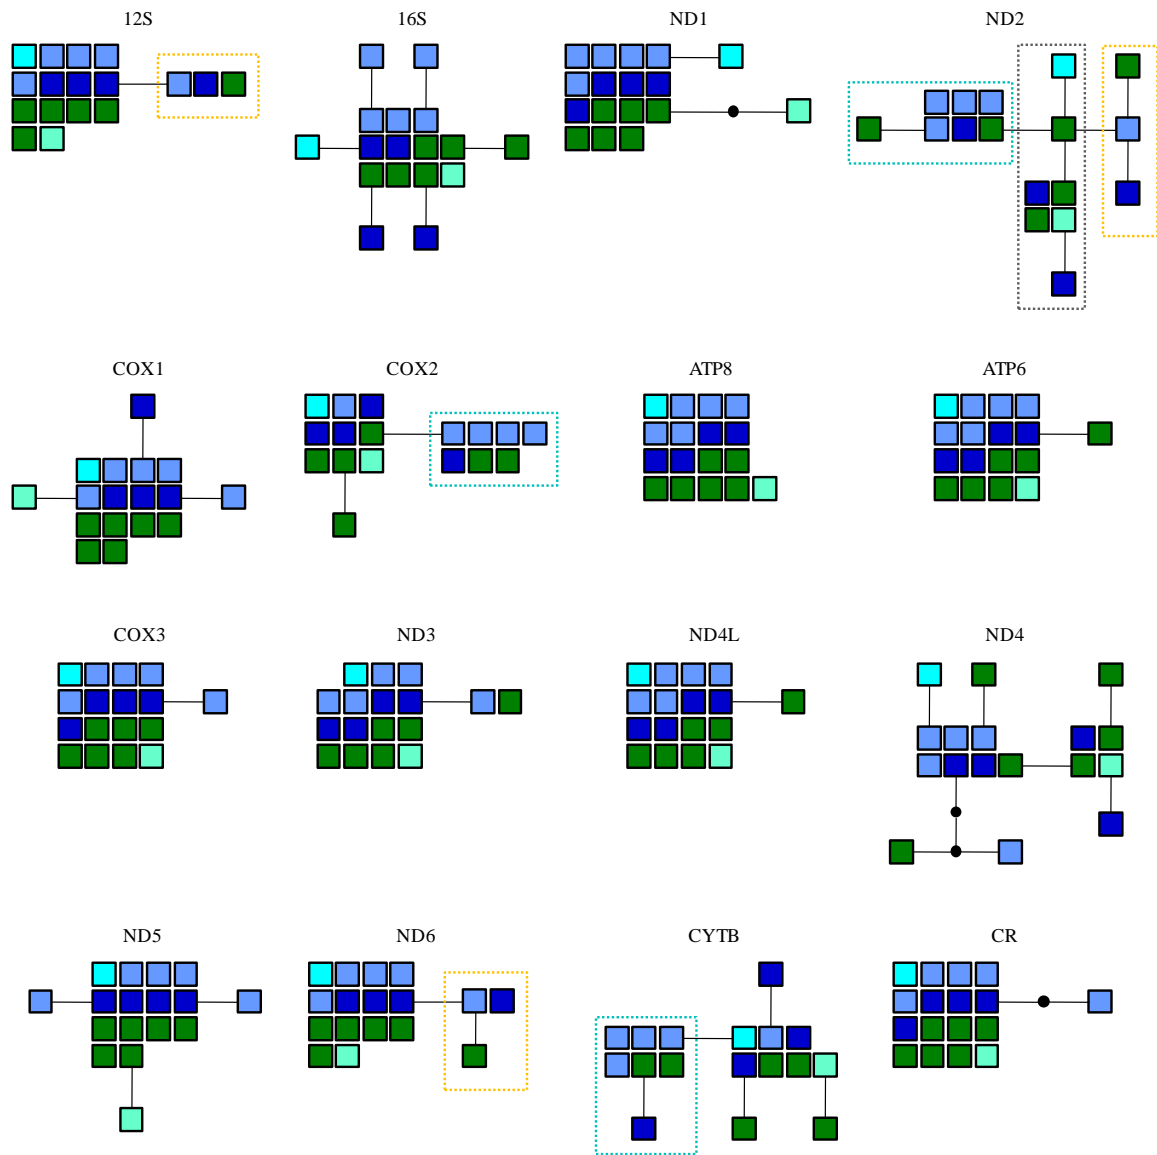 12S
16S
ND1
ND2
COX1
COX2
ATP8
ATP6
COX3
ND3
ND4L
ND4
ND5
ND6
CYTB
CR